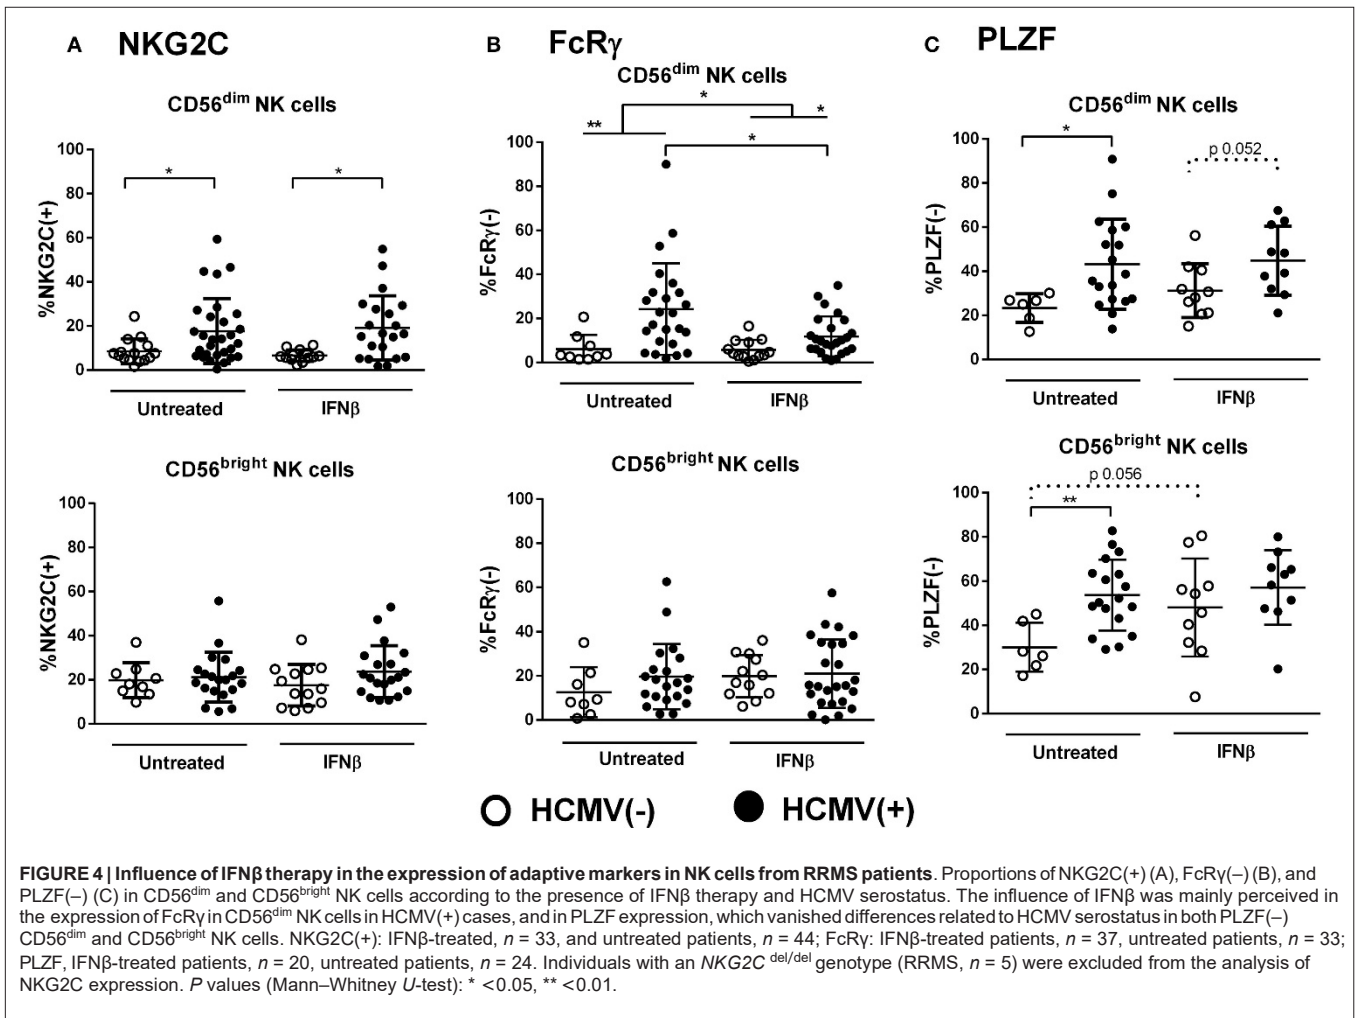 A NKG2C
CD56dim NK cells
%NKG2C(+)
100
80
60
40
20
0
*
*
Untreated
IFNβ
CD56bright NK cells
%NKG2C(+)
100
80
60
40
20
0
Untreated
IFNβ
B FcRγ
CD56dim NK cells
%FcRγ(-)
100
80
60
40
20
0
*
**
*
*
Untreated
IFNβ
CD56bright NK cells
%FcRγ(-)
100
80
60
40
20
0
Untreated
IFNβ
C PLZF
CD56dim NK cells
%PLZF(-)
100
80
60
40
20
0
*
p 0.052
Untreated
IFNβ
CD56bright NK cells
%PLZF(-)
100
80
60
40
20
0
p 0.056
**
Untreated
IFNβ
HCMV(-) HCMV(+)
FIGURE 4 | Influence of IFNβ therapy in the expression of adaptive markers in NK cells from RRMS patients. Proportions of NKG2C(+) (A), FcRγ(−) (B), and
PLZF(−) (C) in CD56dim and CD56bright NK cells according to the presence of IFNβ therapy and HCMV serostatus. The influence of IFNβ was mainly perceived in
the expression of FcRγ in CD56dim NK cells in HCMV(+) cases, and in PLZF expression, which vanished differences related to HCMV serostatus in both PLZF(−)
CD56dim and CD56bright NK cells. NKG2C(+): IFNβ-treated, n = 33, and untreated patients, n = 44; FcRγ: IFNβ-treated patients, n = 37, untreated patients, n = 33;
PLZF, IFNβ-treated patients, n = 20, untreated patients, n = 24. Individuals with an NKG2C del/del genotype (RRMS, n = 5) were excluded from the analysis of
NKG2C expression. P values (Mann–Whitney U-test): * <0.05, ** <0.01.